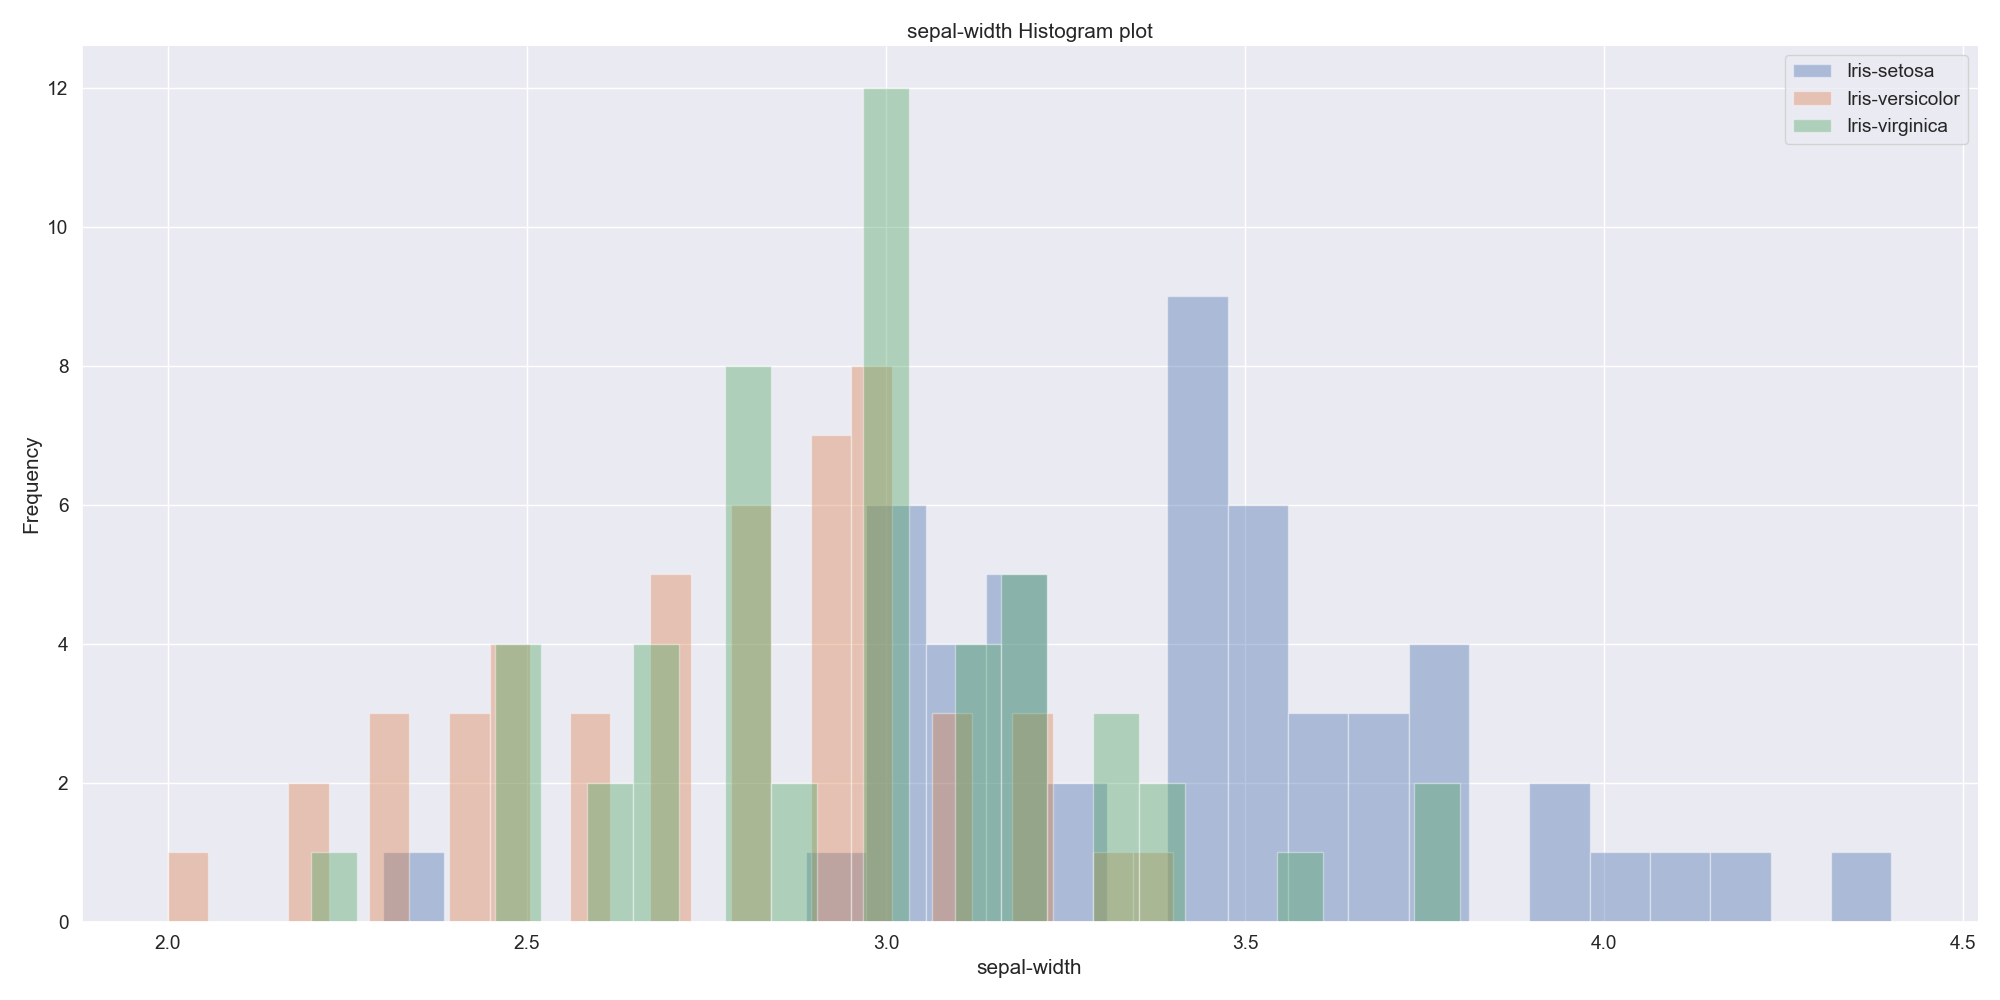 sepal-width Histogram plot
Iris-setosa
Iris-versicolor
Iris-virginica
12
10
8
6
4
2
0
Frequency
2.0 2.5 3.0 3.5 4.0 4.5
sepal-width